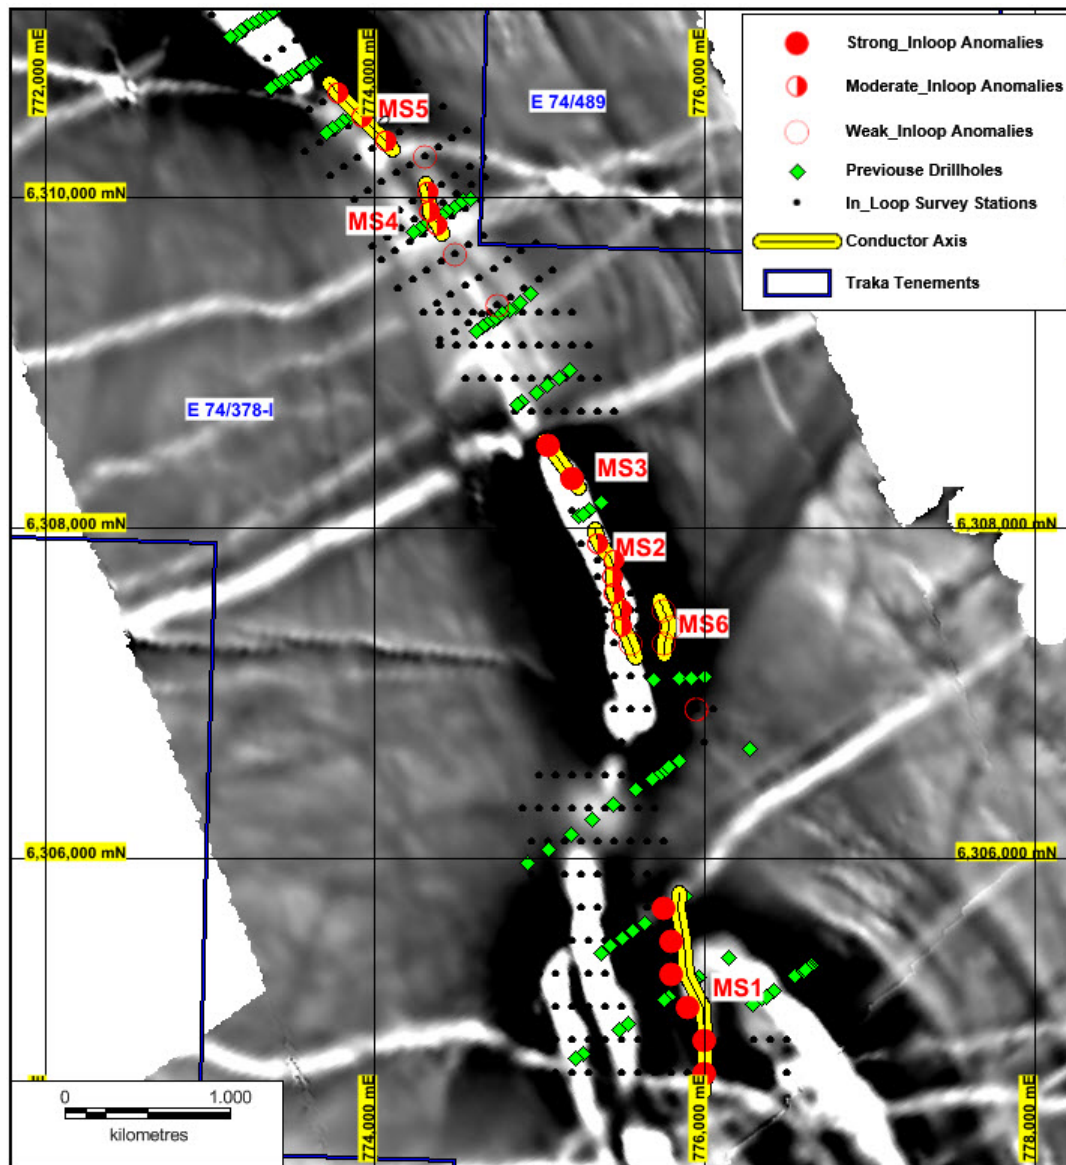 772,000 mE
774,000 mE
776,000 mE
Strong_Inloop Anomalies
Moderate_Inloop Anomalies
Weak_Inloop Anomalies
Previouse Drillholes
In_Loop Survey Stations
Conductor Axis
Traka Tenements
E 74/489
MS5
6,310,000 mN
MS4
E 74/378-I
MS3
6,308,000 mN
6,308,000 mN
MS2
MS6
6,306,000 mN
6,306,000 mN
MS1
0 1.000
kilometres
774,000 mE
776,000 mE
778,000 mE